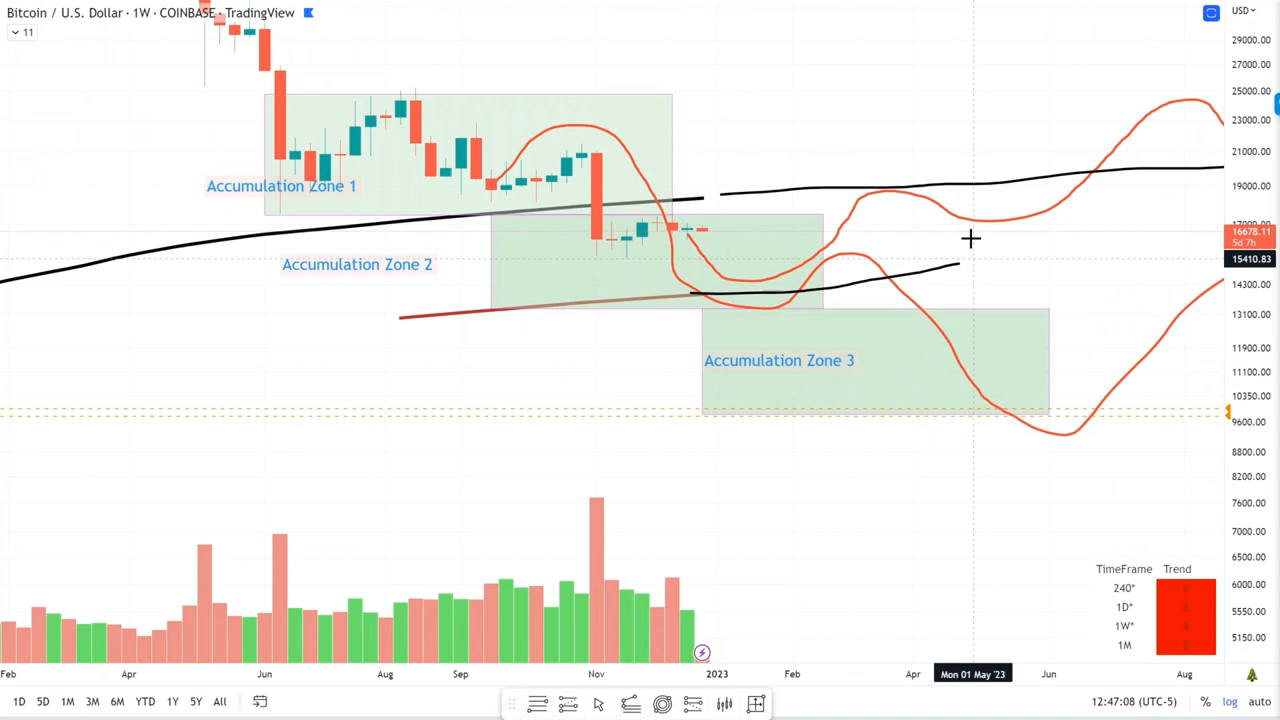 Bitcoin / U.S. Dollar · 1W · COINBASE · TradingView
USD
11
29000.00
27000.00
25000.00
23000.00
21000.00
19000.00
17000.00
16678.11
5d 7h
15410.83
14300.00
13100.00
11900.00
11100.00
10350.00
9600.00
8800.00
8200.00
7600.00
7000.00
6500.00
6000.00
5550.00
5150.00
Accumulation Zone 1
Accumulation Zone 2
Accumulation Zone 3
TimeFrame Trend
240*
1D*
1W*
1M
Feb Apr Jun Aug Sep Nov 2023 Feb Apr Mon 01 May '23 Jun Aug
1D 5D 1M 3M 6M YTD 1Y 5Y All
12:47:08 (UTC-5) % log auto